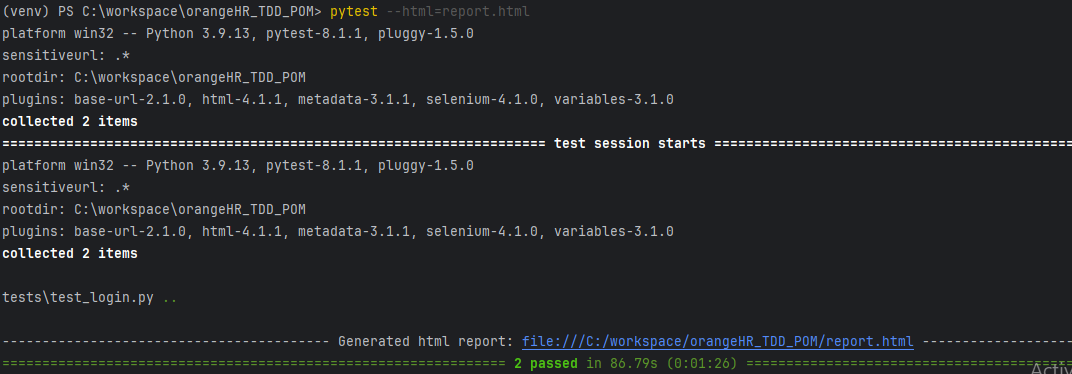 (venv) PS C:\workspace\orangeHR_TDD_POM> pytest --html=report.html
platform win32 -- Python 3.9.13, pytest-8.1.1, pluggy-1.5.0
sensitiveurl: .*
rootdir: C:\workspace\orangeHR_TDD_POM
plugins: base-url-2.1.0, html-4.1.1, metadata-3.1.1, selenium-4.1.0, variables-3.1.0
collected 2 items
==================================================================== test session starts =============================================
platform win32 -- Python 3.9.13, pytest-8.1.1, pluggy-1.5.0
sensitiveurl: .*
rootdir: C:\workspace\orangeHR_TDD_POM
plugins: base-url-2.1.0, html-4.1.1, metadata-3.1.1, selenium-4.1.0, variables-3.1.0
collected 2 items
tests\test_login.py ..
----------------------------------------- Generated html report: file:///C:/workspace/orangeHR_TDD_POM/report.html -------------------
=============================================================== 2 passed in 86.79s (0:01:26) =========================================
Activ